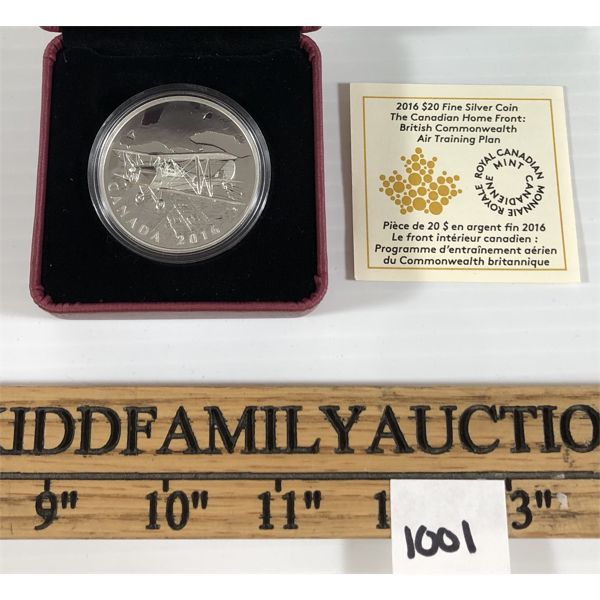 CANADA 2016
2016 $20 Fine Silver Coin
The Canadian Home Front:
British Commonwealth
Air Training Plan
ROYAL CANADIAN MINT
MONNAIE ROYALE CANADIENNE
Pièce de 20 $ en argent fin 2016
Le front intérieur canadien :
Programme d'entraînement aérien
du Commonwealth britannique
KIDDFAMILYAUCTIO
9" 10" 11" 1 3"
1001